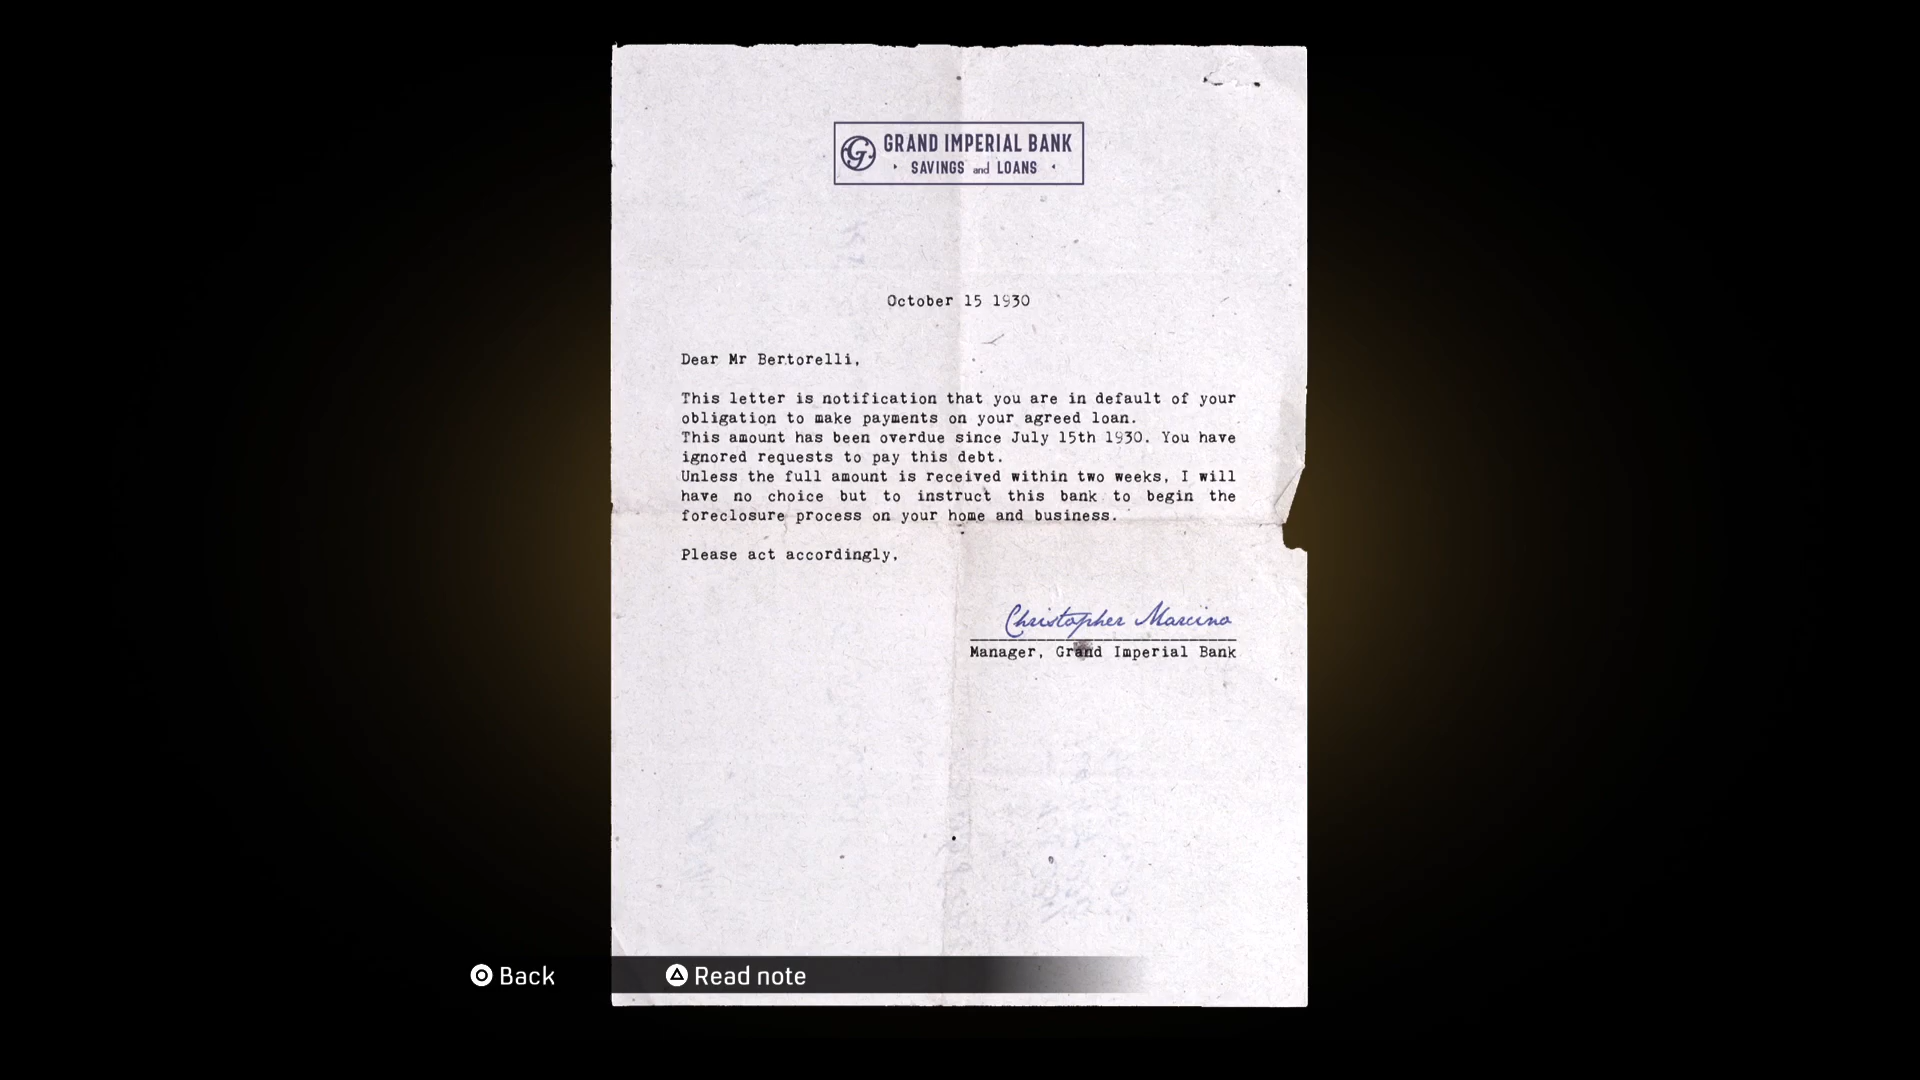 GRAND IMPERIAL BANK
SAVINGS and LOANS
October 15 1930
Dear Mr Bertorelli,
This letter is notification that you are in default of your
obligation to make payments on your agreed loan.
This amount has been overdue since July 15th 1930. You have
ignored requests to pay this debt.
Unless the full amount is received within two weeks, I will
have no choice but to instruct this bank to begin the
foreclosure process on your home and business.
Please act accordingly,
Christopher Marcino
Manager, Grand Imperial Bank
Back
Read note